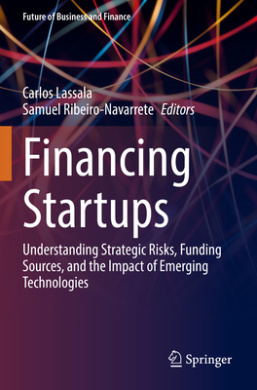 Future of Business and Finance
Carlos Lassala
Samuel Ribeiro-Navarrete Editors
Financing
Startups
Understanding Strategic Risks, Funding
Sources, and the Impact of Emerging
Technologies
Springer